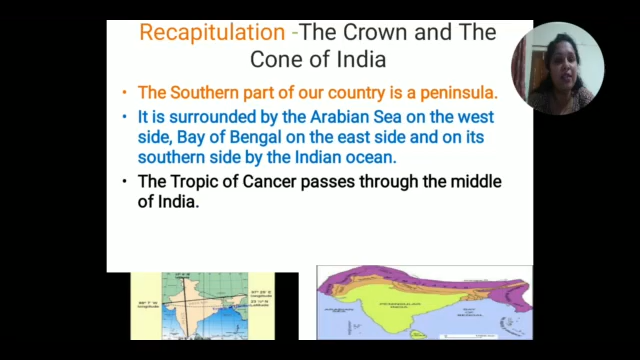 Recapitulation -The Crown and The
Cone of India
• The Southern part of our country is a peninsula.
• It is surrounded by the Arabian Sea on the west
side, Bay of Bengal on the east side and on its
southern side by the Indian ocean.
• The Tropic of Cancer passes through the middle
of India.